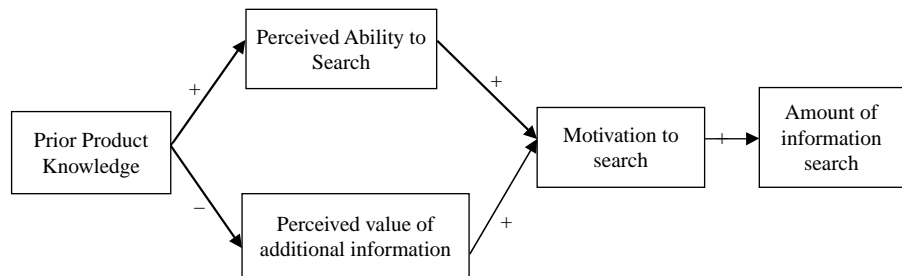 Perceived Ability to
Search
+
+
Prior Product
Knowledge
Motivation to
search
+
Amount of
information
search
−
Perceived value of
additional information
+